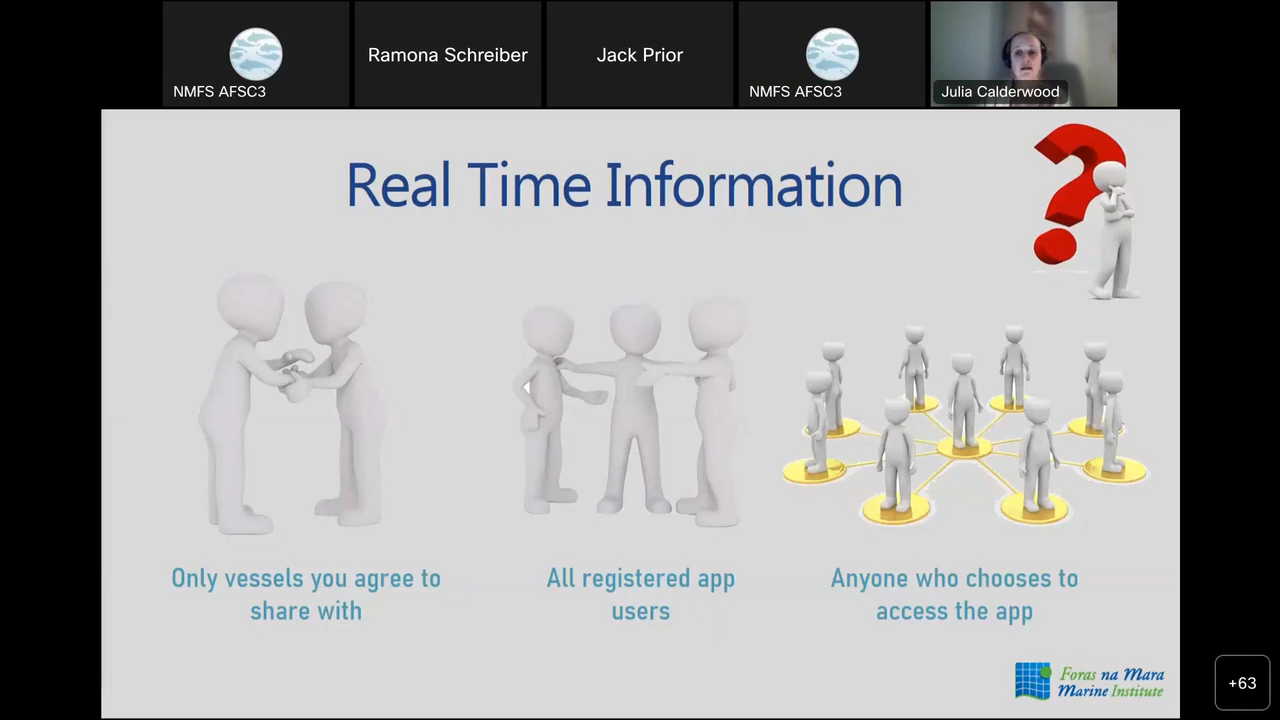 NMFS AFSC3
Ramona Schreiber
Jack Prior
NMFS AFSC3
Julia Calderwood
Real Time Information
?
Only vessels you agree to
share with
All registered app
users
Anyone who chooses to
access the app
Foras na Mara
Marine Institute
+63